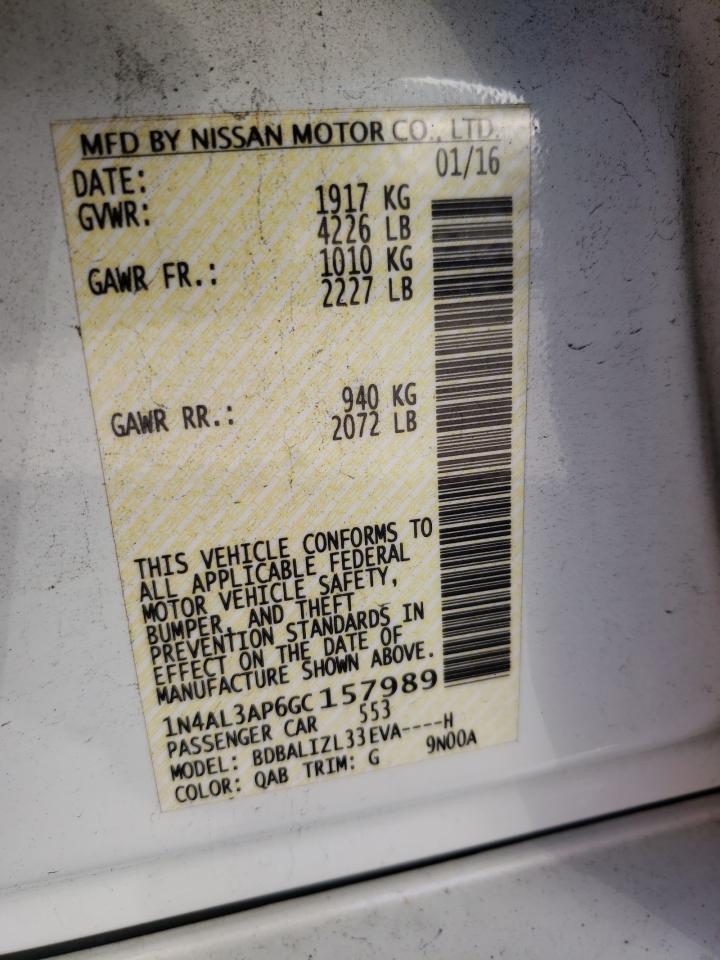 MFD BY NISSAN MOTOR CO., LTD.
DATE: 01/16
GVWR: 1917 KG
4226 LB
GAWR FR.: 1010 KG
2227 LB
GAWR RR.: 940 KG
2072 LB
THIS VEHICLE CONFORMS TO
ALL APPLICABLE FEDERAL
MOTOR VEHICLE SAFETY,
BUMPER, AND THEFT
PREVENTION STANDARDS IN
EFFECT ON THE DATE OF
MANUFACTURE SHOWN ABOVE.
1N4AL3AP6GC157989
PASSENGER CAR 553
MODEL: BDBALIZL33EVA----H
COLOR: QAB TRIM: G 9N00A